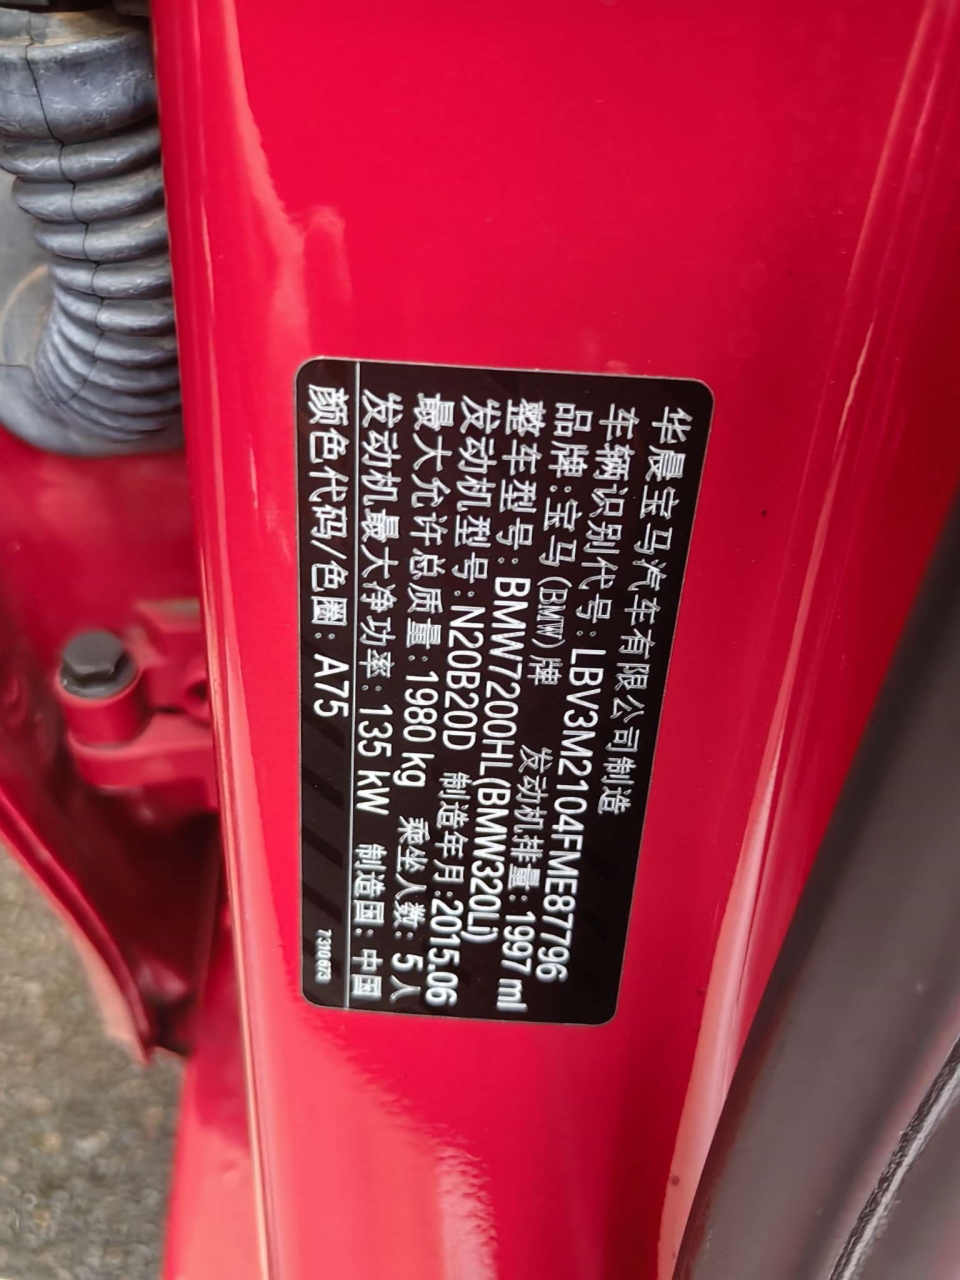 华晨宝马汽车有限公司制造
车辆识别代号:LBV3M2104FME87796
品牌:宝马(BMW)牌 发动机排量:1997 ml
整车型号:BMW7200HL(BMW320Li)
发动机型号:N20B20D 制造年月:2015.06
最大允许总质量:1980 kg 乘坐人数:5人
发动机最大净功率:135 kW 制造国:中国
颜色代码/色圈:A75 7310673